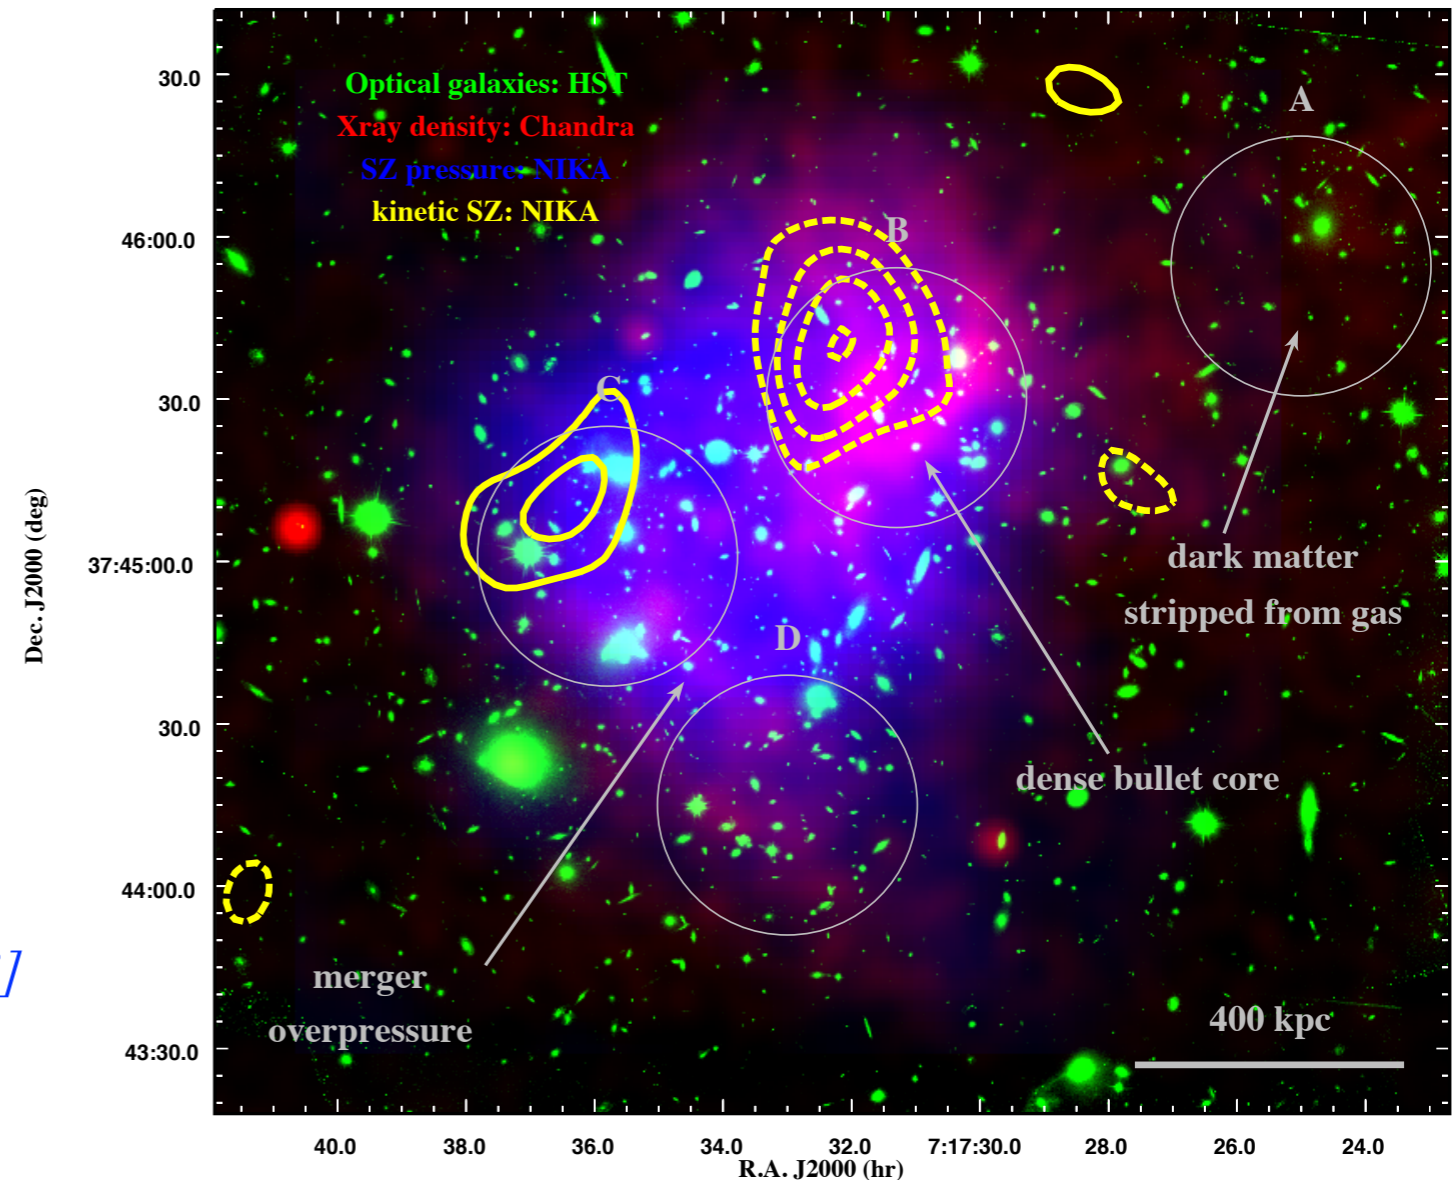 Optical galaxies: HST
Xray density: Chandra
SZ pressure: NIKA
kinetic SZ: NIKA
A
B
C
D
dark matter
stripped from gas
dense bullet core
merger
overpressure
400 kpc
]
Dec. J2000 (deg)
30.0
46:00.0
30.0
37:45:00.0
30.0
44:00.0
43:30.0
40.0 38.0 36.0 34.0 32.0 7:17:30.0 28.0 26.0 24.0
R.A. J2000 (hr)